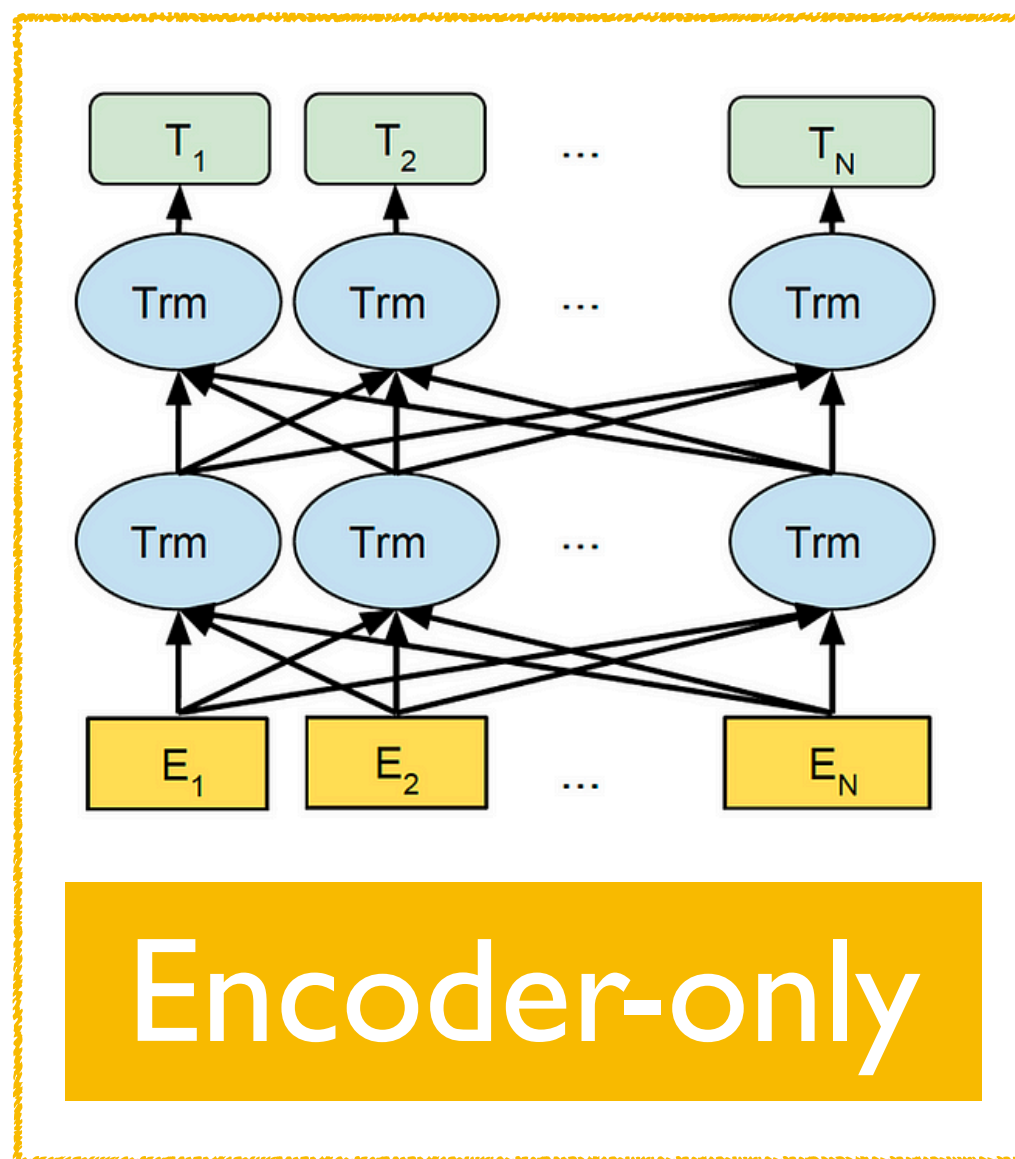 T1 T2 ... TN
Trm Trm ... Trm
Trm Trm ... Trm
E1 E2 ... EN
Encoder-only